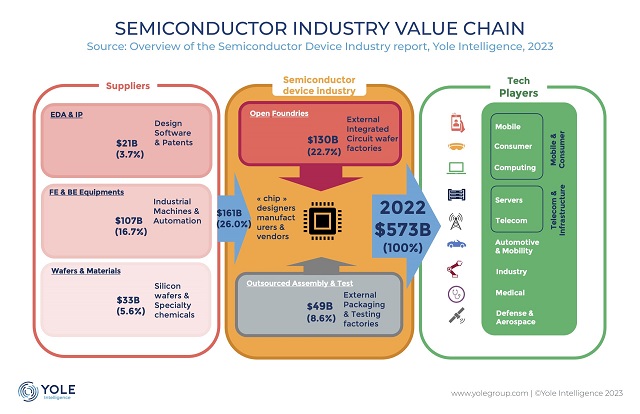 SEMICONDUCTOR INDUSTRY VALUE CHAIN
Source: Overview of the Semiconductor Device Industry report, Yole Intelligence, 2023
Suppliers
EDA & IP
$21B
(3.7%)
Design
Software
& Patents
FE & BE Equipments
$107B
(16.7%)
Industrial
Machines &
Automation
Wafers & Materials
$33B
(5.6%)
Silicon
wafers &
Specialty
chemicals
$161B
(26.0%)
Semiconductor
device industry
Open Foundries
$130B
(22.7%)
External
Integrated
Circuit wafer
factories
« chip »
designers
manufact
urers &
vendors
Outsourced Assembly & Test
$49B
(8.6%)
External
Packaging
& Testing
factories
2022
$573B
(100%)
Tech
Players
Mobile
Consumer
Computing
Mobile &
Consumer
Servers
Telecom
Telecom &
Infrastructure
Automotive
& Mobility
Industry
Medical
Defense &
Aerospace
YOLE
Intelligence
www.yolegroup.com | ©Yole Intelligence 2023